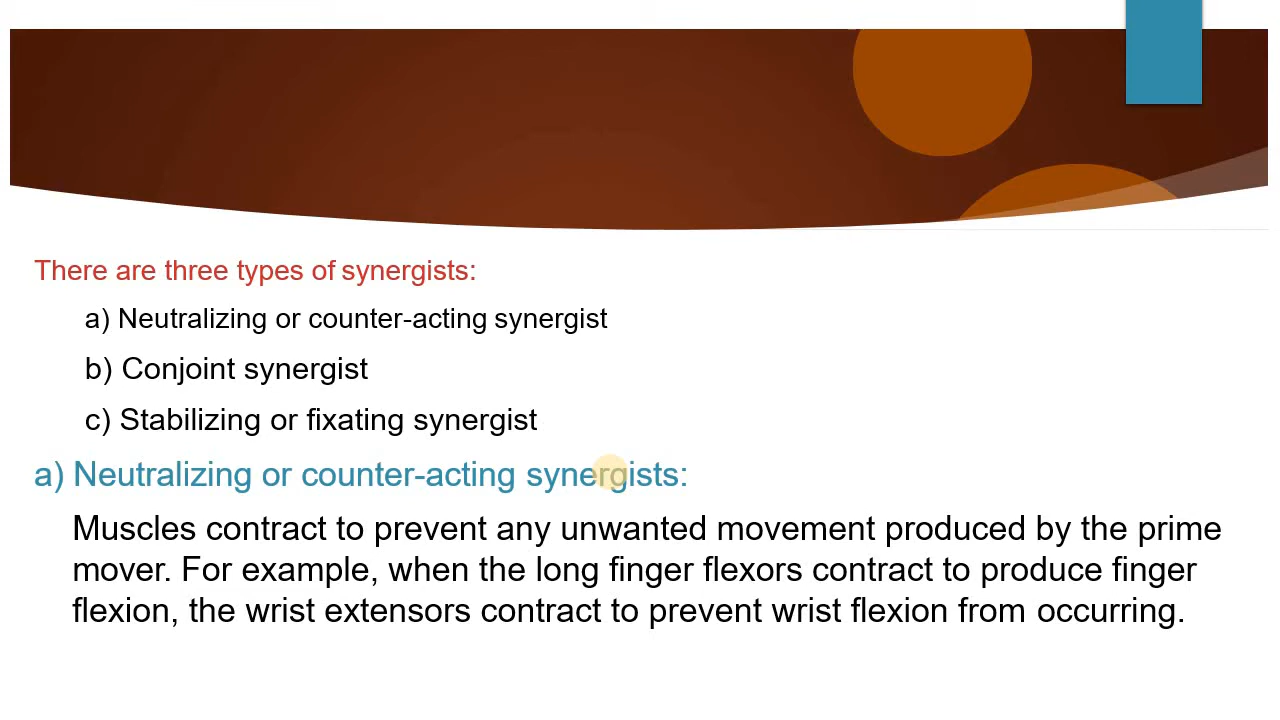 There are three types of synergists:
a) Neutralizing or counter-acting synergist
b) Conjoint synergist
c) Stabilizing or fixating synergist
a) Neutralizing or counter-acting synergists:
Muscles contract to prevent any unwanted movement produced by the prime
mover. For example, when the long finger flexors contract to produce finger
flexion, the wrist extensors contract to prevent wrist flexion from occurring.